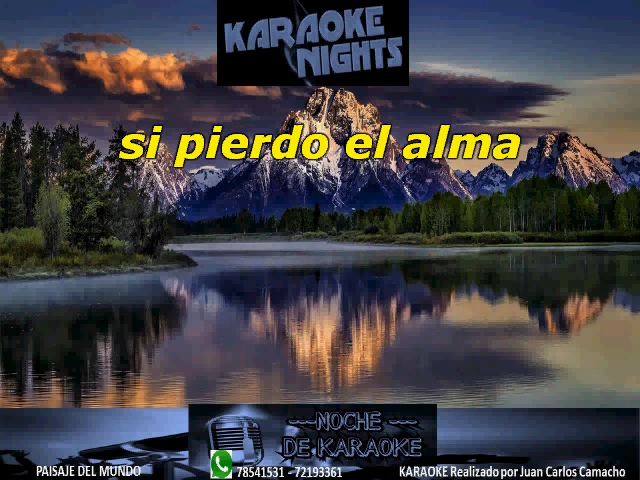 KARAOKE
NIGHTS
si pierdo el alma
---NOCHE---
DE KARAOKE
PAISAJE DEL MUNDO
78541531 - 72193361
KARAOKE Realizado por Juan Carlos Camacho